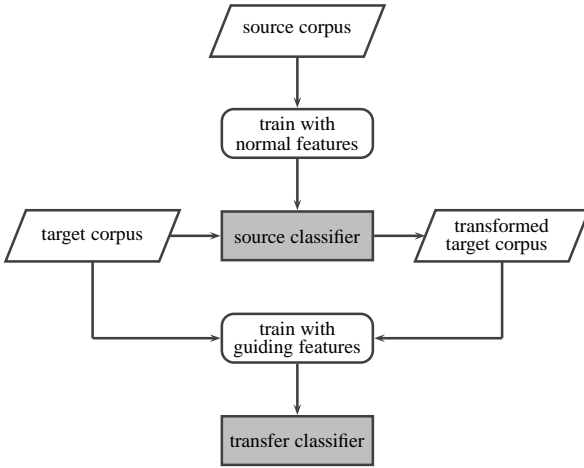 source corpus
train with
normal features
target corpus
source classifier
transformed
target corpus
train with
guiding features
transfer classifier